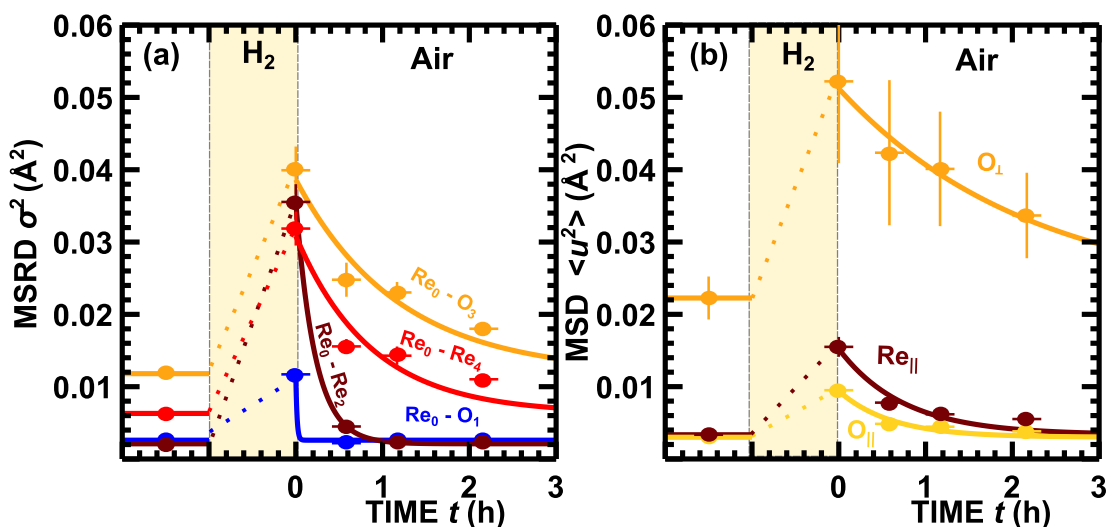 0.06
0.05
0.04
0.03
0.02
0.01
MSRD σ² (Å²)
(a)
H₂
Air
Re₀ - O₃
Re₀ - Re₄
Re₀ - Re₂
Re₀ - O₁
0 1 2 3
TIME t (h)
0.06
0.05
0.04
0.03
0.02
0.01
MSD <u²> (Å²)
(b)
H₂
Air
O⊥
Re||
O||
0 1 2 3
TIME t (h)